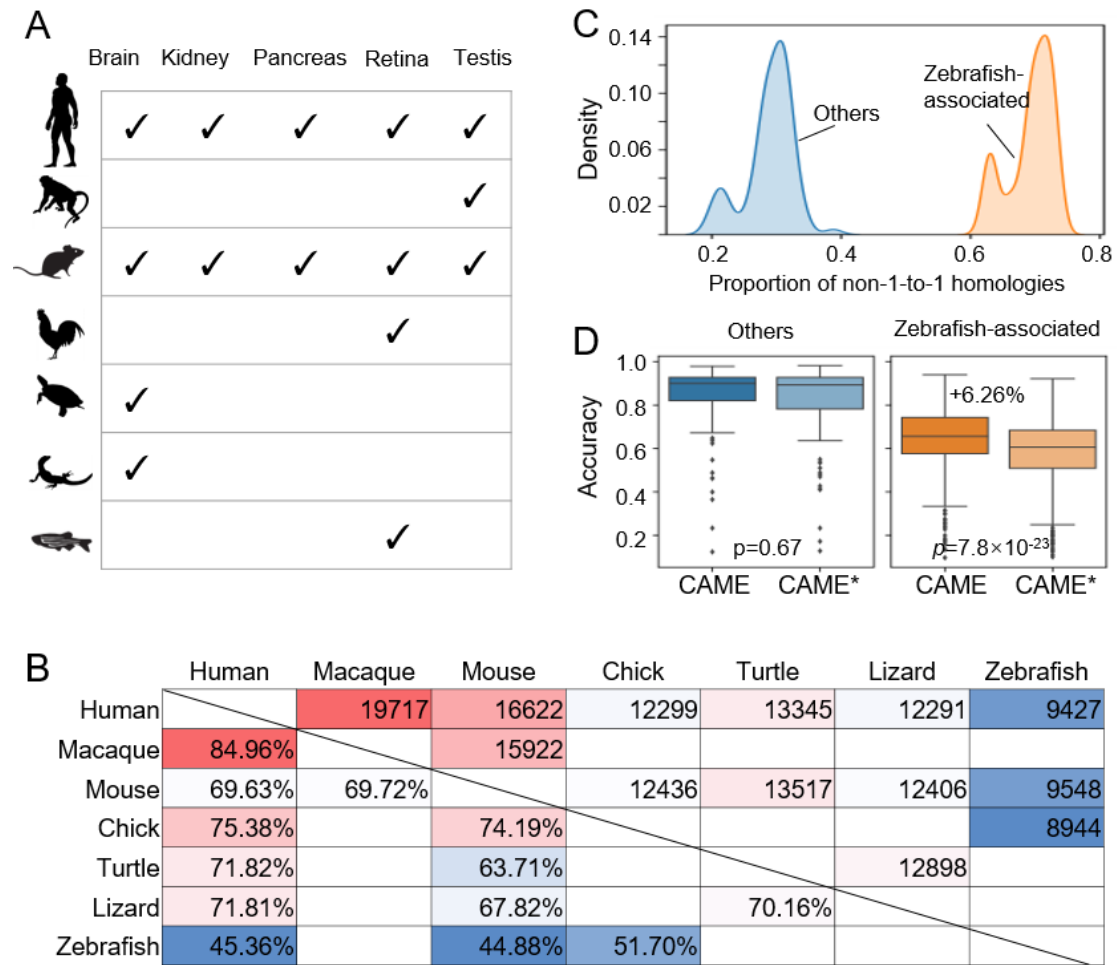 A
Brain Kidney Pancreas Retina Testis
✓ ✓ ✓ ✓ ✓
✓
✓ ✓ ✓ ✓ ✓
✓
✓
✓
✓
C
0.14
0.10
0.06
0.02
Density
Others
Zebrafish-
associated
0.2 0.4 0.6 0.8
Proportion of non-1-to-1 homologies
D
Others Zebrafish-associated
1.0
0.8
0.6
0.4
0.2
Accuracy
+6.26%
p=0.67
p=7.8×10-23
CAME CAME* CAME CAME*
B
Human Macaque Mouse Chick Turtle Lizard Zebrafish
Human 19717 16622 12299 13345 12291 9427
Macaque 84.96% 15922
Mouse 69.63% 69.72% 12436 13517 12406 9548
Chick 75.38% 74.19% 8944
Turtle 71.82% 63.71% 12898
Lizard 71.81% 67.82% 70.16%
Zebrafish 45.36% 44.88% 51.70%